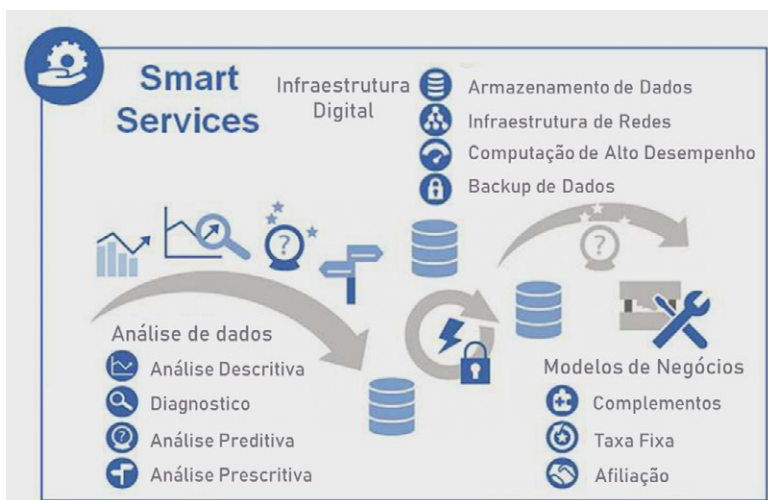 Smart
Services
Infraestrutura
Digital
Armazenamento de Dados
Infraestrutura de Redes
Computação de Alto Desempenho
Backup de Dados
Análise de dados
Análise Descritiva
Diagnostico
Análise Preditiva
Análise Prescritiva
Modelos de Negócios
Complementos
Taxa Fixa
Afiliação